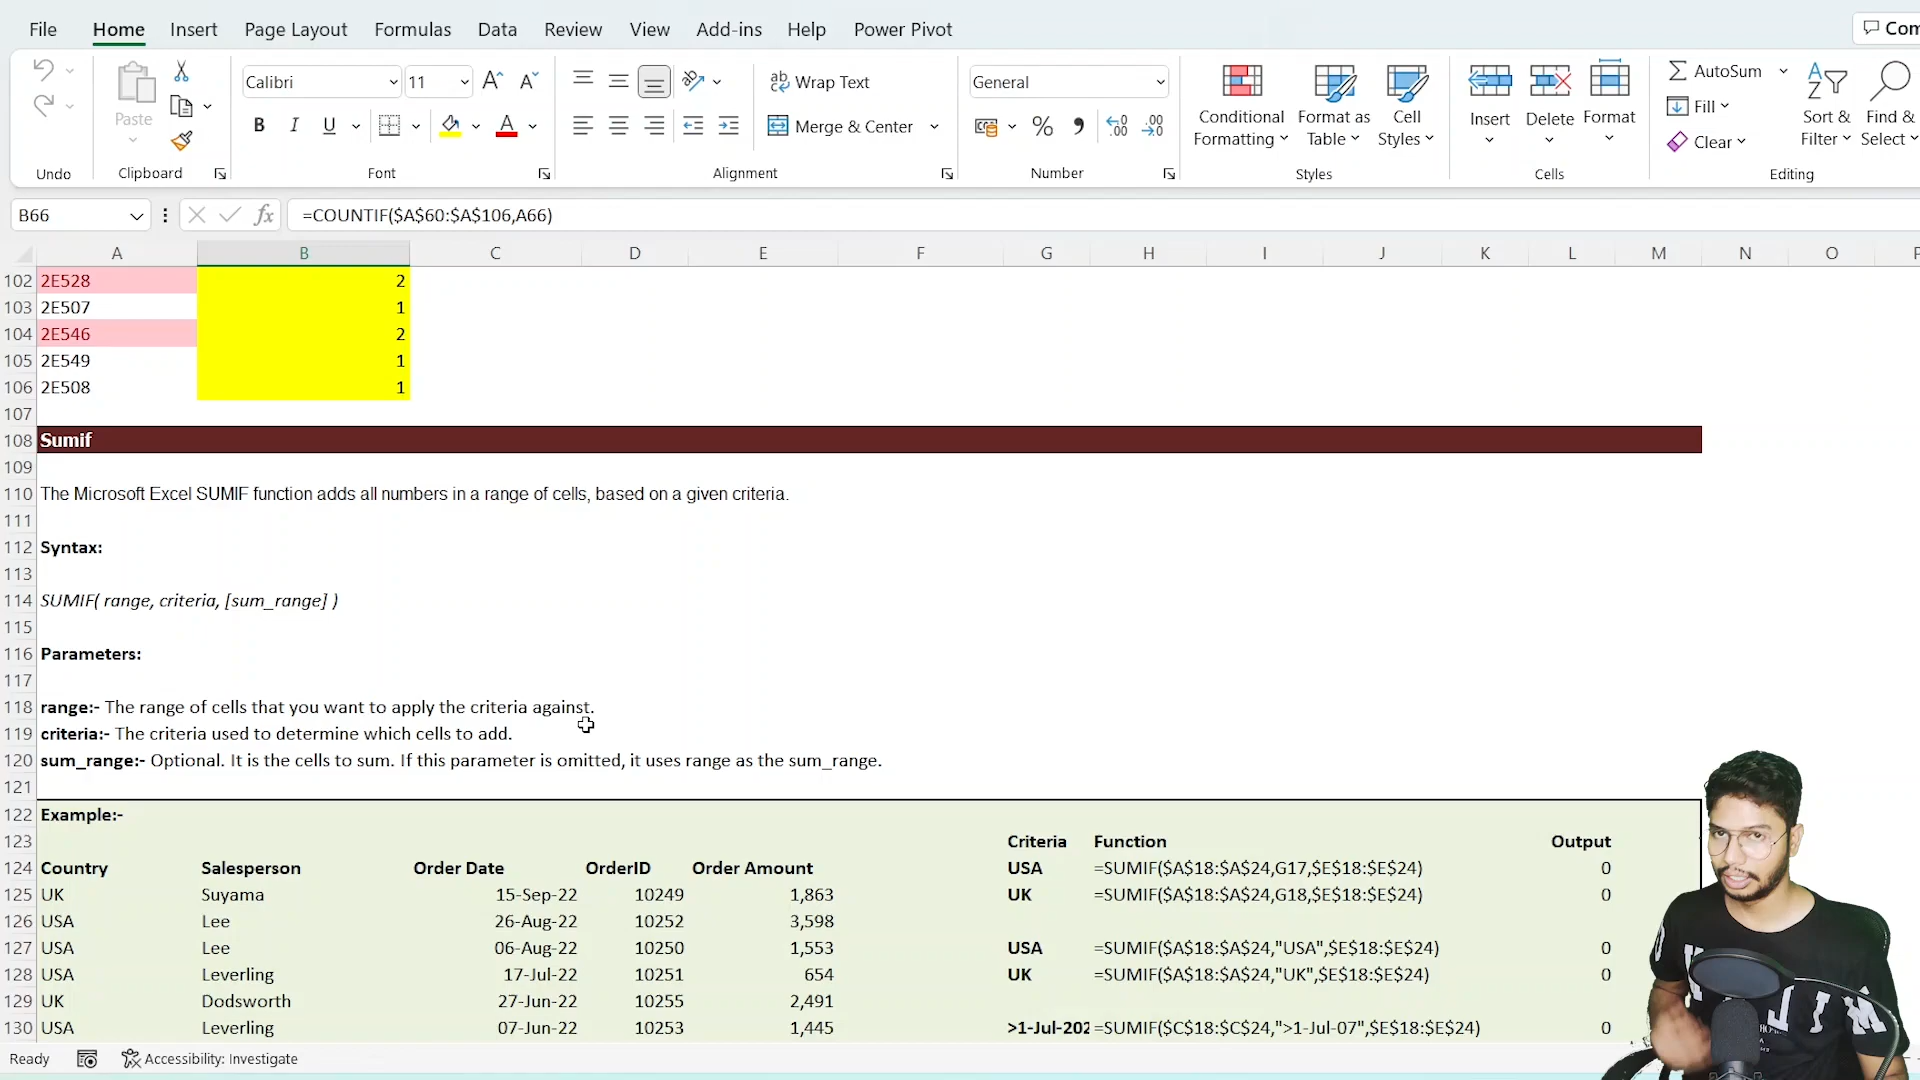 File Home Insert Page Layout Formulas Data Review View Add-ins Help Power Pivot Com
Calibri 11 Wrap Text General AutoSum
Paste B I U Merge & Center Conditional Formatting Format as Table Cell Styles Insert Delete Format Fill Clear Sort & Filter Find & Select
Undo Clipboard Font Alignment Number Styles Cells Editing
B66 fx =COUNTIF($A$60:$A$106,A66)
A B C D E F G H I J K L M N O P
102 2E528 2
103 2E507 1
104 2E546 2
105 2E549 1
106 2E508 1
107
108 Sumif
109
110 The Microsoft Excel SUMIF function adds all numbers in a range of cells, based on a given criteria.
111
112 Syntax:
113
114 SUMIF( range, criteria, [sum_range] )
115
116 Parameters:
117
118 range:- The range of cells that you want to apply the criteria against.
119 criteria:- The criteria used to determine which cells to add.
120 sum_range:- Optional. It is the cells to sum. If this parameter is omitted, it uses range as the sum_range.
121
122 Example:-
123 Criteria Function Output
124 Country Salesperson Order Date OrderID Order Amount USA =SUMIF($A$18:$A$24,G17,$E$18:$E$24) 0
125 UK Suyama 15-Sep-22 10249 1,863 UK =SUMIF($A$18:$A$24,G18,$E$18:$E$24) 0
126 USA Lee 26-Aug-22 10252 3,598
127 USA Lee 06-Aug-22 10250 1,553 USA =SUMIF($A$18:$A$24,"USA",$E$18:$E$24) 0
128 USA Leverling 17-Jul-22 10251 654 UK =SUMIF($A$18:$A$24,"UK",$E$18:$E$24) 0
129 UK Dodsworth 27-Jun-22 10255 2,491
130 USA Leverling 07-Jun-22 10253 1,445 >1-Jul-202 =SUMIF($C$18:$C$24,">1-Jul-07",$E$18:$E$24) 0
Ready Accessibility: Investigate